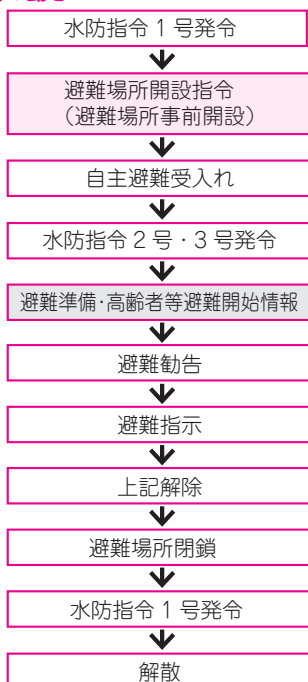 水防指令1号発令
避難場所開設指令
（避難場所事前開設）
自主避難受入れ
水防指令2号・3号発令
避難準備・高齢者等避難開始情報
避難勧告
避難指示
上記解除
避難場所閉鎖
水防指令1号発令
解散